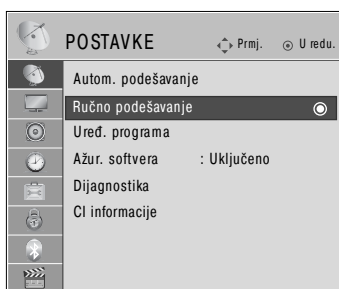 POSTAVKE Prmj. U redu.
Autom. podešavanje
Ručno podešavanje
Uređ. programa
Ažur. softvera : Uključeno
Dijagnostika
CI informacije